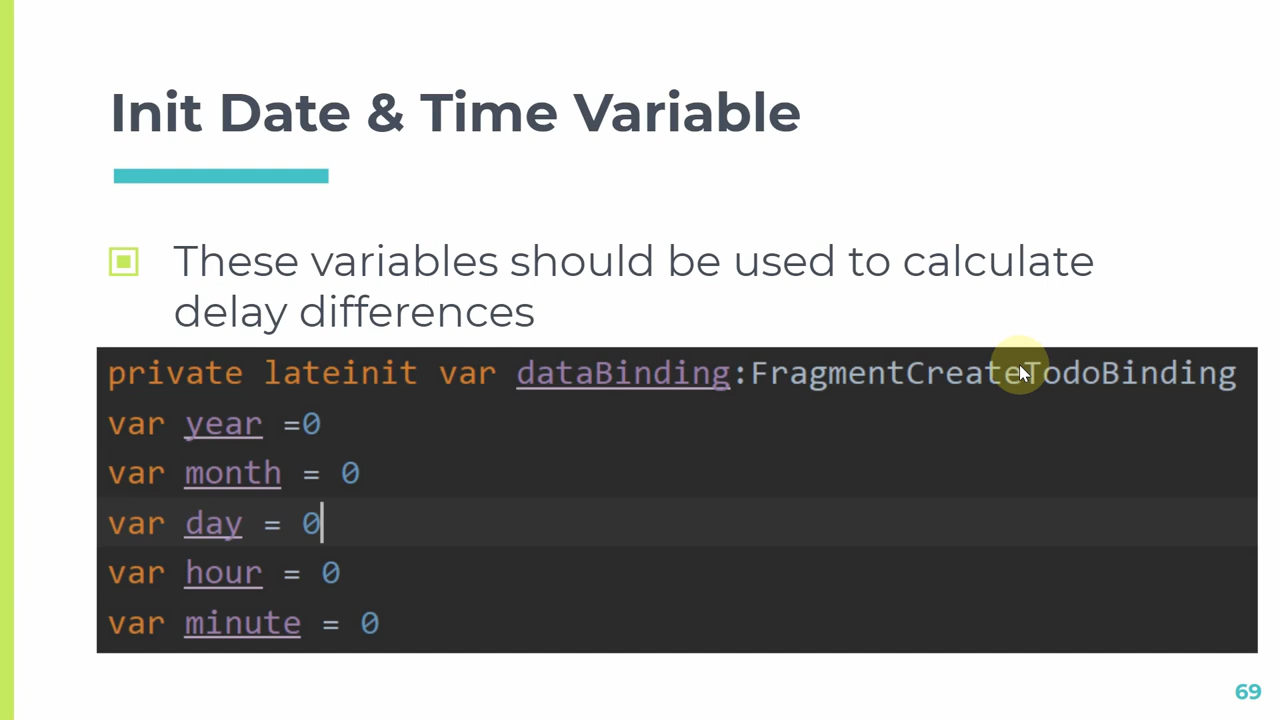 Init Date & Time Variable
These variables should be used to calculate
delay differences
private lateinit var dataBinding:FragmentCreateTodoBinding
var year =0
var month = 0
var day = 0
var hour = 0
var minute = 0
69